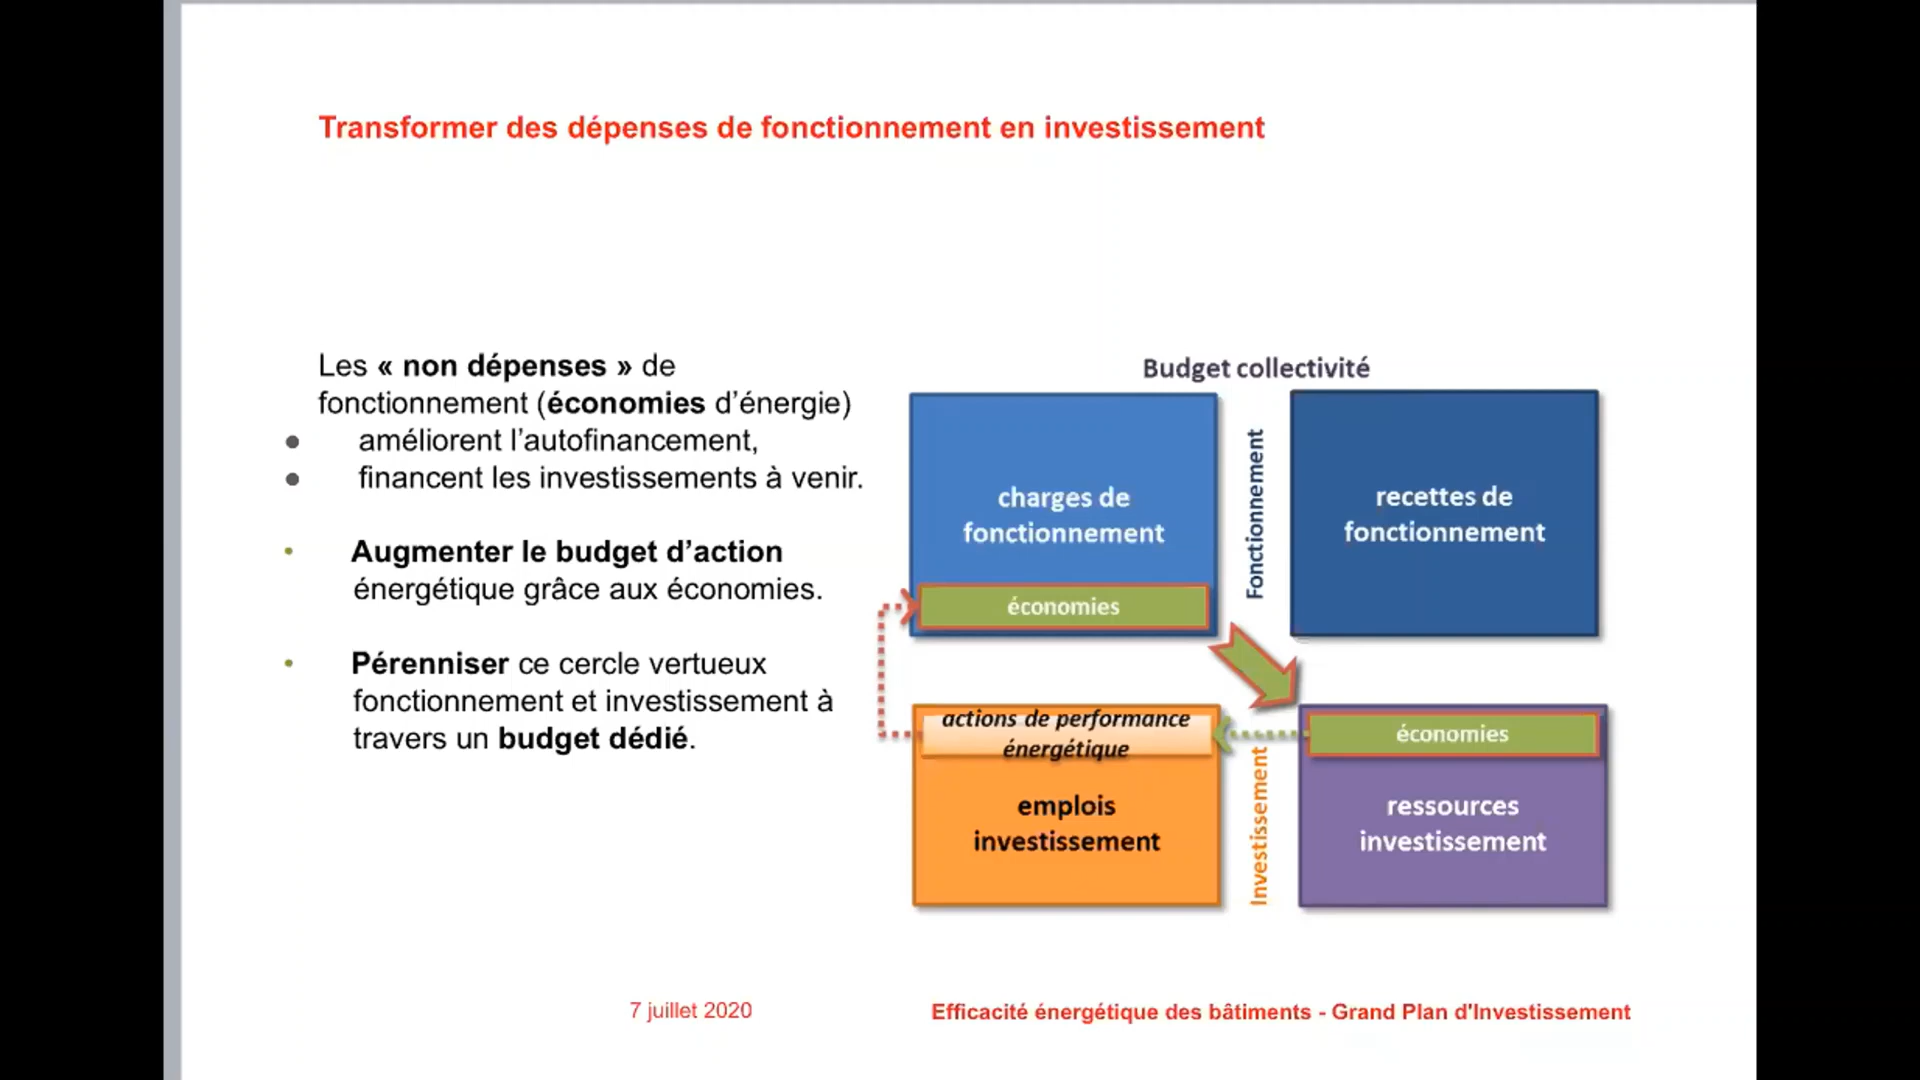 Transformer des dépenses de fonctionnement en investissement
Les « non dépenses » de
fonctionnement (économies d’énergie)
● améliorent l’autofinancement,
● financent les investissements à venir.
• Augmenter le budget d’action
énergétique grâce aux économies.
• Pérenniser ce cercle vertueux
fonctionnement et investissement à
travers un budget dédié.
Budget collectivité
charges de
fonctionnement
économies
Fonctionnement
recettes de
fonctionnement
actions de performance
énergétique
emplois
investissement
Investissement
économies
ressources
investissement
7 juillet 2020
Efficacité énergétique des bâtiments - Grand Plan d'Investissement